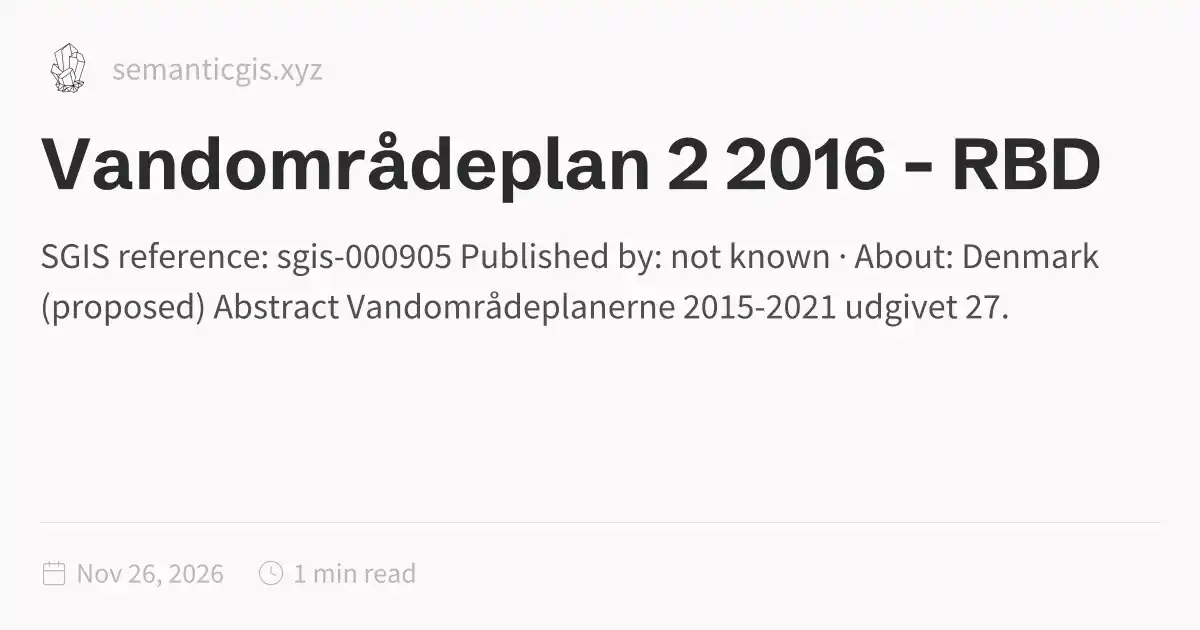 semanticgis.xyz
Vandområdeplan 2 2016 - RBD
SGIS reference: sgis-000905 Published by: not known · About: Denmark
(proposed) Abstract Vandområdeplanerne 2015-2021 udgivet 27.
Nov 26, 2026 1 min read